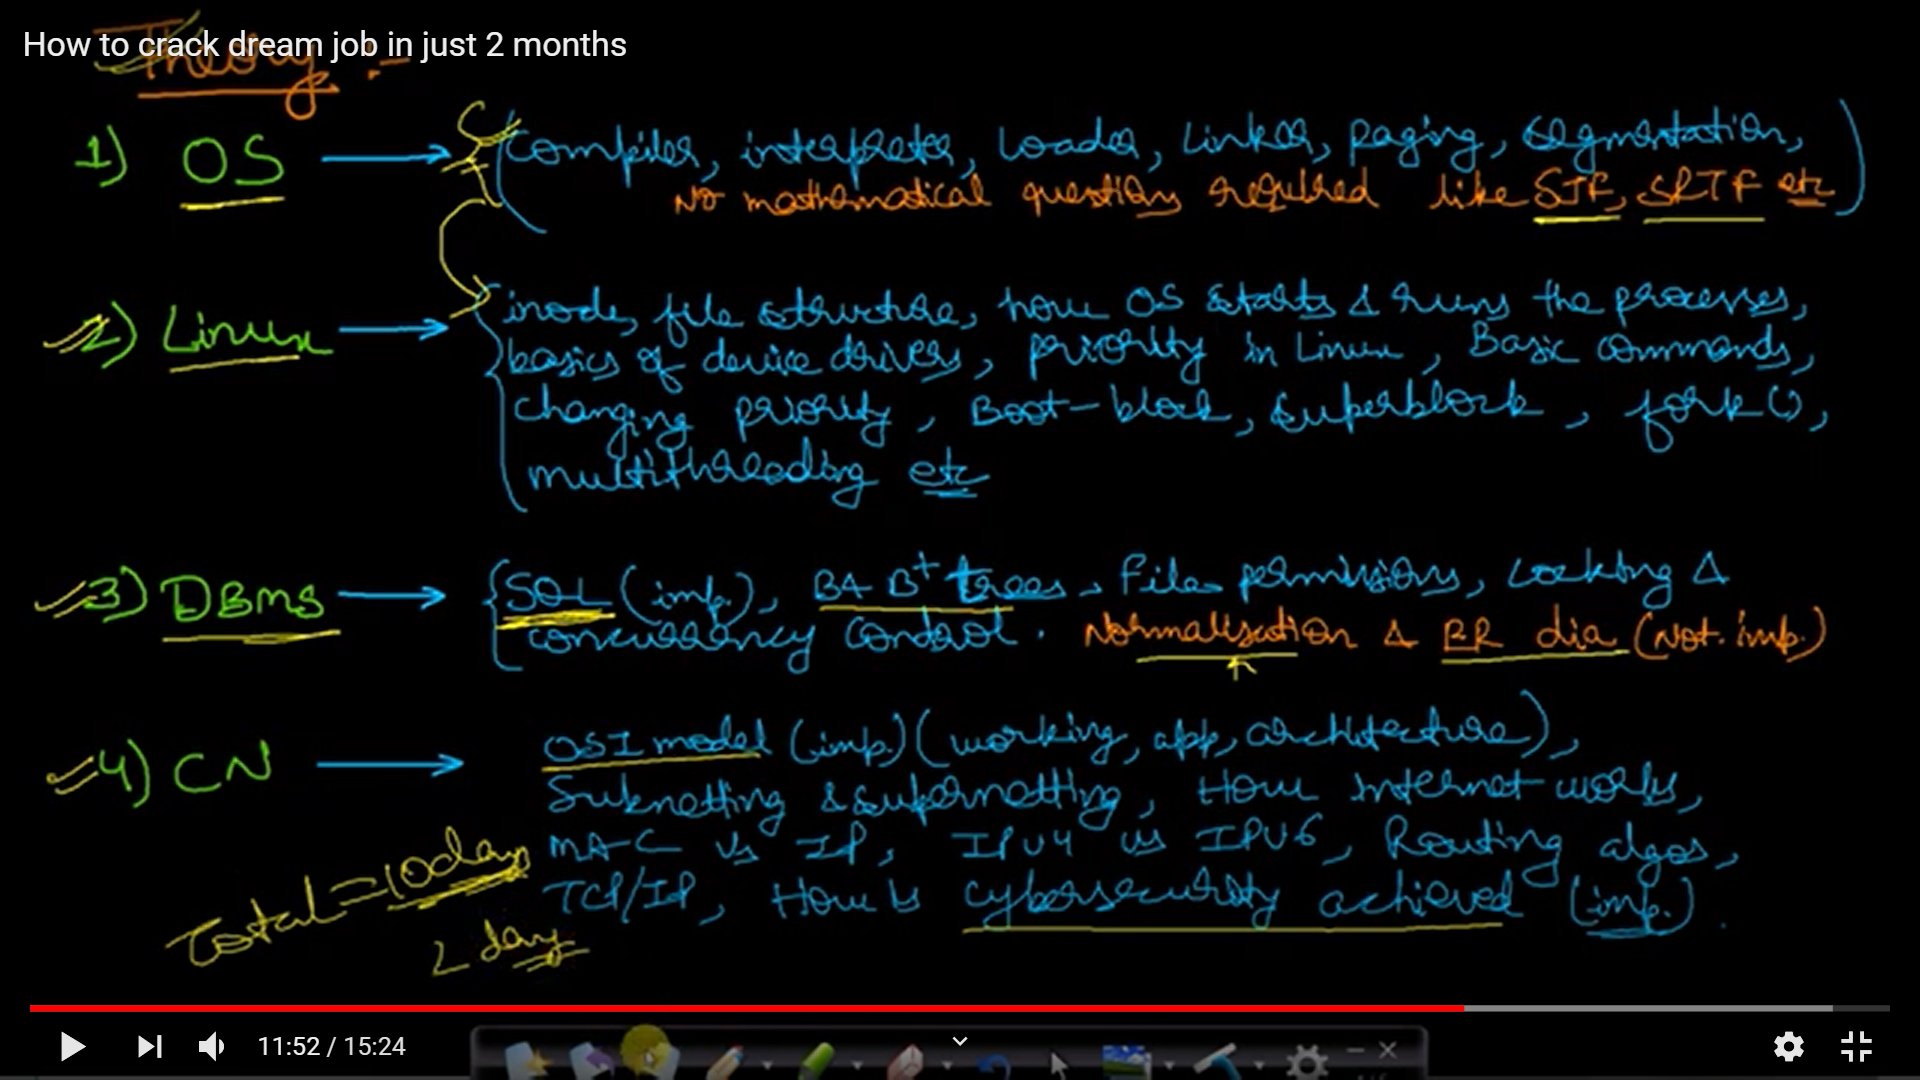 How to crack dream job in just 2 months
Theory :-
1) OS → (compiler, interpreter, Loader, Linker, paging, segmentation,
No mathematical questions required like SJF, SRTF etc)
2) Linux → {inode, file structure, how OS starts & runs the processes,
basics of device drivers, priority in Linux, Basic commands,
changing priority, Boot-block, superblock, fork(),
multithreading etc
3) DBMS → {SQL (imp.), B & B+ trees, File permissions, Locking &
concurrency control. Normalisation & ER dia (Not. imp.)
4) CN → OSI model (imp.) (working, app, architecture),
Subnetting & Supernetting, How Internet works,
MAC vs IP, IPv4 vs IPV6, Routing algos,
TCP/IP, How is cybersecurity achieved (imp.).
Total = 10 days
2 days
11:52 / 15:24